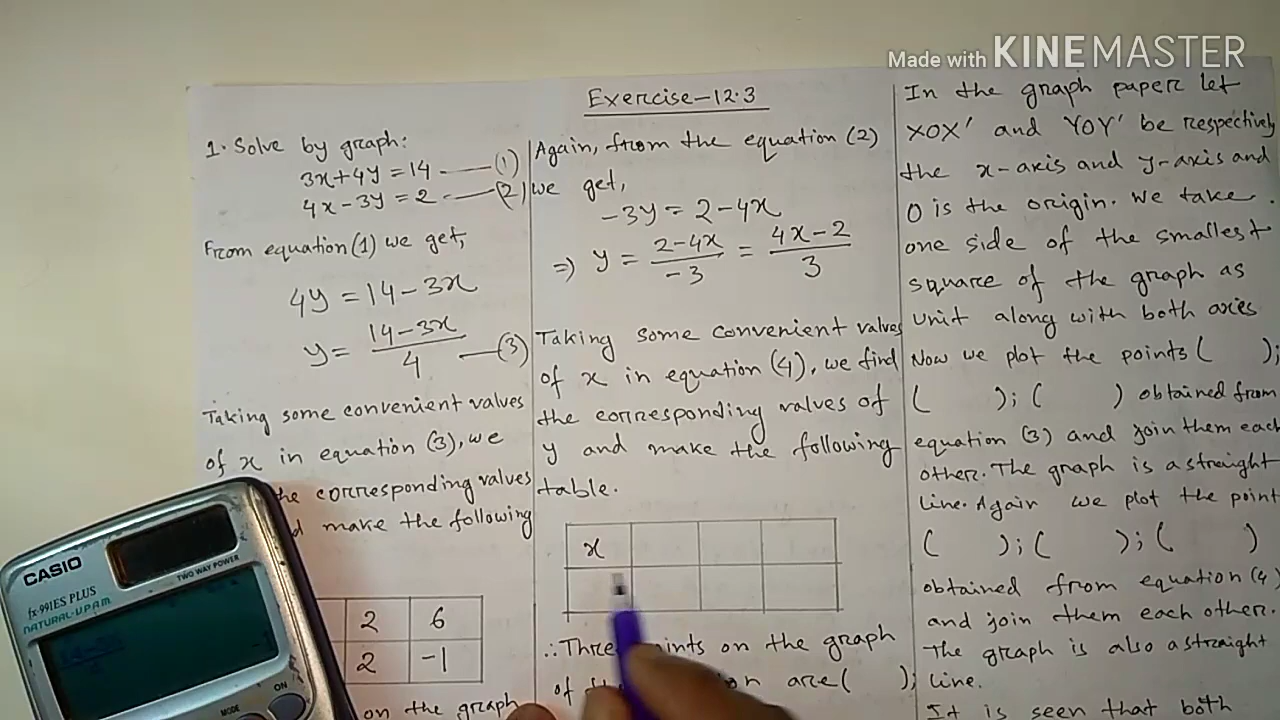 Made with KINEMASTER
Exercise-12.3
1. Solve by graph:
3x+4y=14 —(1)
4x-3y=2 —(2)
From equation(1) we get,
4y=14-3x
y= (14-3x)/4 —(3)
Taking some convenient values
of x in equation (3), we
the corresponding values
make the following
2 6
2 -1
on the graph
Again, from the equation (2)
we get,
-3y=2-4x
⇒ y = (2-4x)/-3 = (4x-2)/3
Taking some convenient values
of x in equation (4), we find
the corresponding values of
y and make the following
table.
x
∴Three points on the graph
of are( );
In the graph paper let
XOX' and YOY' be respectively
the x-axis and y-axis and
O is the origin. We take
one side of the smallest
square of the graph as
unit along with both axies
Now we plot the points( );
( );( ) obtained from
equation (3) and join them each
other. The graph is a straight
line. Again we plot the point
( );( );( )
obtained from equation (4)
and join them each other.
The graph is also a straight
line.
It is seen that both
CASIO
fx-991ES PLUS
NATURAL-V.P.A.M.
TWO WAY POWER
MODE
ON